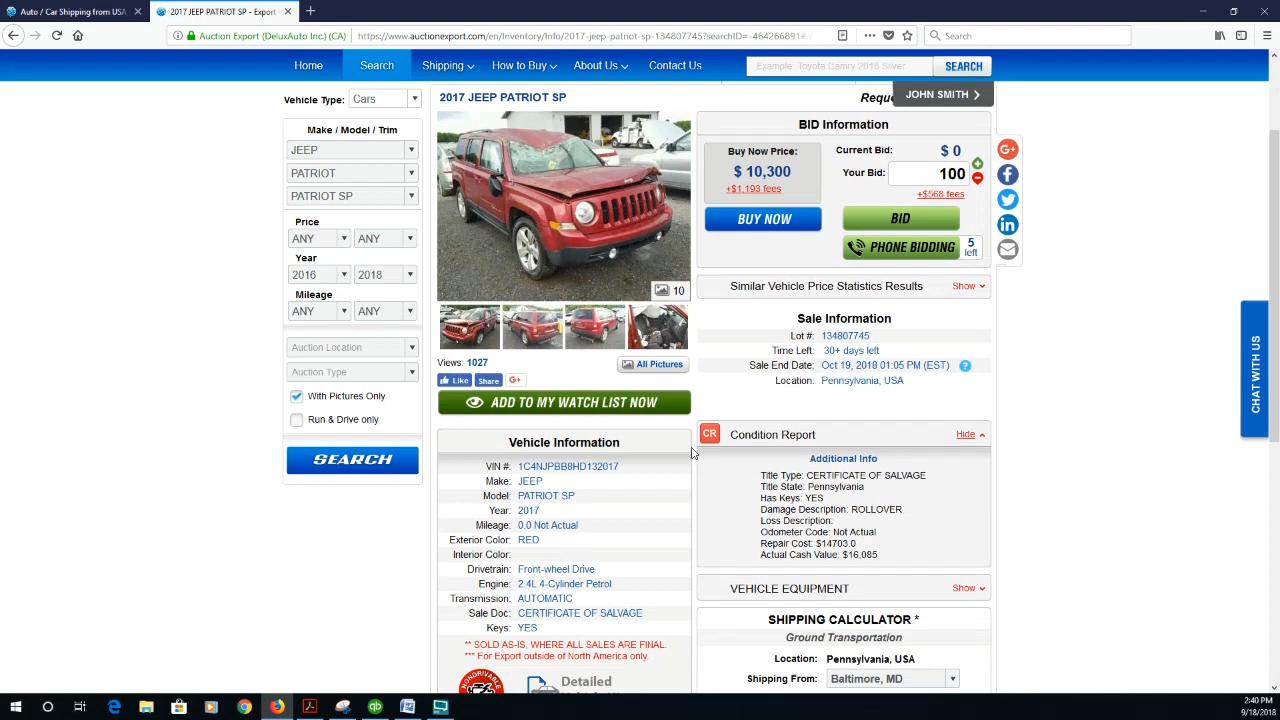 Auto / Car Shipping from USA
2017 JEEP PATRIOT SP - Export
Auction Export (DeluxAuto Inc.) (CA)
https://www.auctionexport.com/en/Inventory/Info/2017-jeep-patriot-sp-134807745?searchID=-464266891#
Search
Home
Search
Shipping
How to Buy
About Us
Contact Us
Example: Toyota Camry 2016 Silver
SEARCH
JOHN SMITH
Vehicle Type: Cars
Make / Model / Trim
JEEP
PATRIOT
PATRIOT SP
Price
ANY ANY
Year
2016 2018
Mileage
ANY ANY
Auction Location
Auction Type
With Pictures Only
Run & Drive only
SEARCH
2017 JEEP PATRIOT SP
10
Views: 1027
All Pictures
Like Share G+
ADD TO MY WATCH LIST NOW
Vehicle Information
VIN #: 1C4NJPBB8HD132017
Make: JEEP
Model: PATRIOT SP
Year: 2017
Mileage: 0.0 Not Actual
Exterior Color: RED
Interior Color:
Drivetrain: Front-wheel Drive
Engine: 2.4L 4-Cylinder Petrol
Transmission: AUTOMATIC
Sale Doc: CERTIFICATE OF SALVAGE
Keys: YES
** SOLD AS-IS, WHERE ALL SALES ARE FINAL.
*** For Export outside of North America only.
NONDRIVABLE
Detailed
BID Information
Buy Now Price:
$ 10,300
+$1,193 fees
BUY NOW
Current Bid: $ 0
Your Bid: 100
+$568 fees
BID
PHONE BIDDING
5
left
Similar Vehicle Price Statistics Results Show
Sale Information
Lot #: 134807745
Time Left: 30+ days left
Sale End Date: Oct 19, 2018 01:05 PM (EST) ?
Location: Pennsylvania, USA
CR Condition Report Hide
Additional Info
Title Type: CERTIFICATE OF SALVAGE
Title State: Pennsylvania
Has Keys: YES
Damage Description: ROLLOVER
Loss Description:
Odometer Code: Not Actual
Repair Cost: $14703.0
Actual Cash Value: $16,085
VEHICLE EQUIPMENT Show
SHIPPING CALCULATOR *
Ground Transportation
Location: Pennsylvania, USA
Shipping From: Baltimore, MD
G+
CHAT WITH US
2:40 PM
9/18/2018